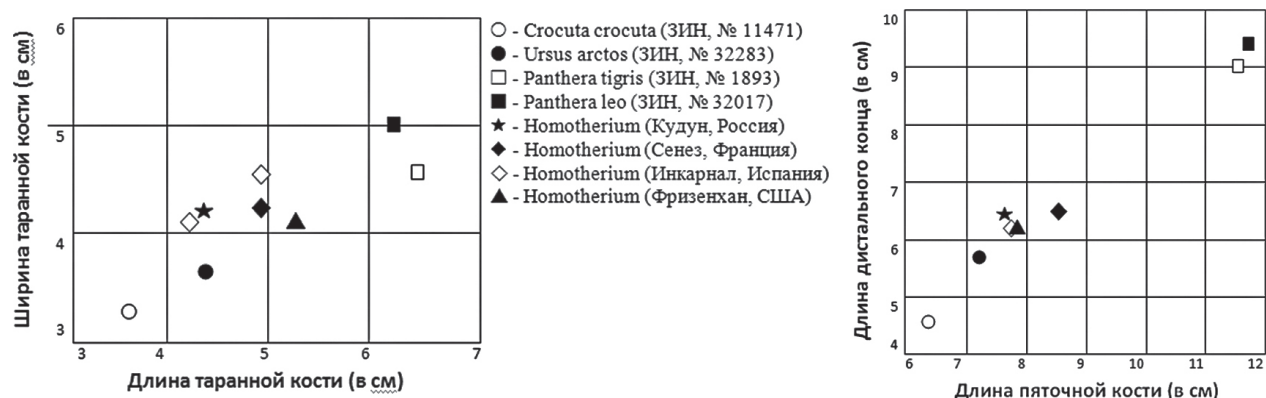 Ширина таранной кости (в см)
6
5
4
3
3 4 5 6 7
Длина таранной кости (в см)
- Crocuta crocuta (ЗИН, № 11471)
- Ursus arctos (ЗИН, № 32283)
- Panthera tigris (ЗИН, № 1893)
- Panthera leo (ЗИН, № 32017)
- Homotherium (Кудун, Россия)
- Homotherium (Сенез, Франция)
- Homotherium (Инкарнал, Испания)
- Homotherium (Фризенхан, США)
Длина дистального конца (в см)
10
9
8
7
6
5
4
6 7 8 9 10 11 12
Длина пяточной кости (в см)